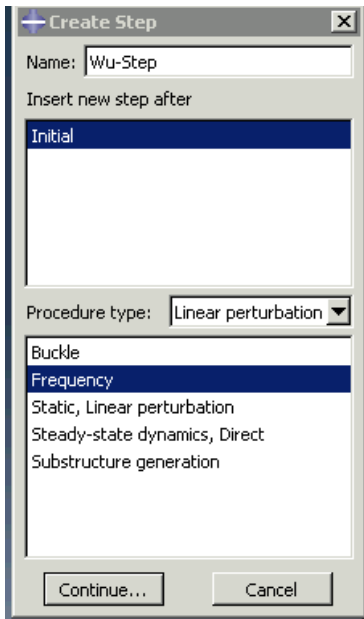 Create Step
Name: Wu-Step
Insert new step after
Initial
Procedure type: Linear perturbation
Buckle
Frequency
Static, Linear perturbation
Steady-state dynamics, Direct
Substructure generation
Continue... Cancel